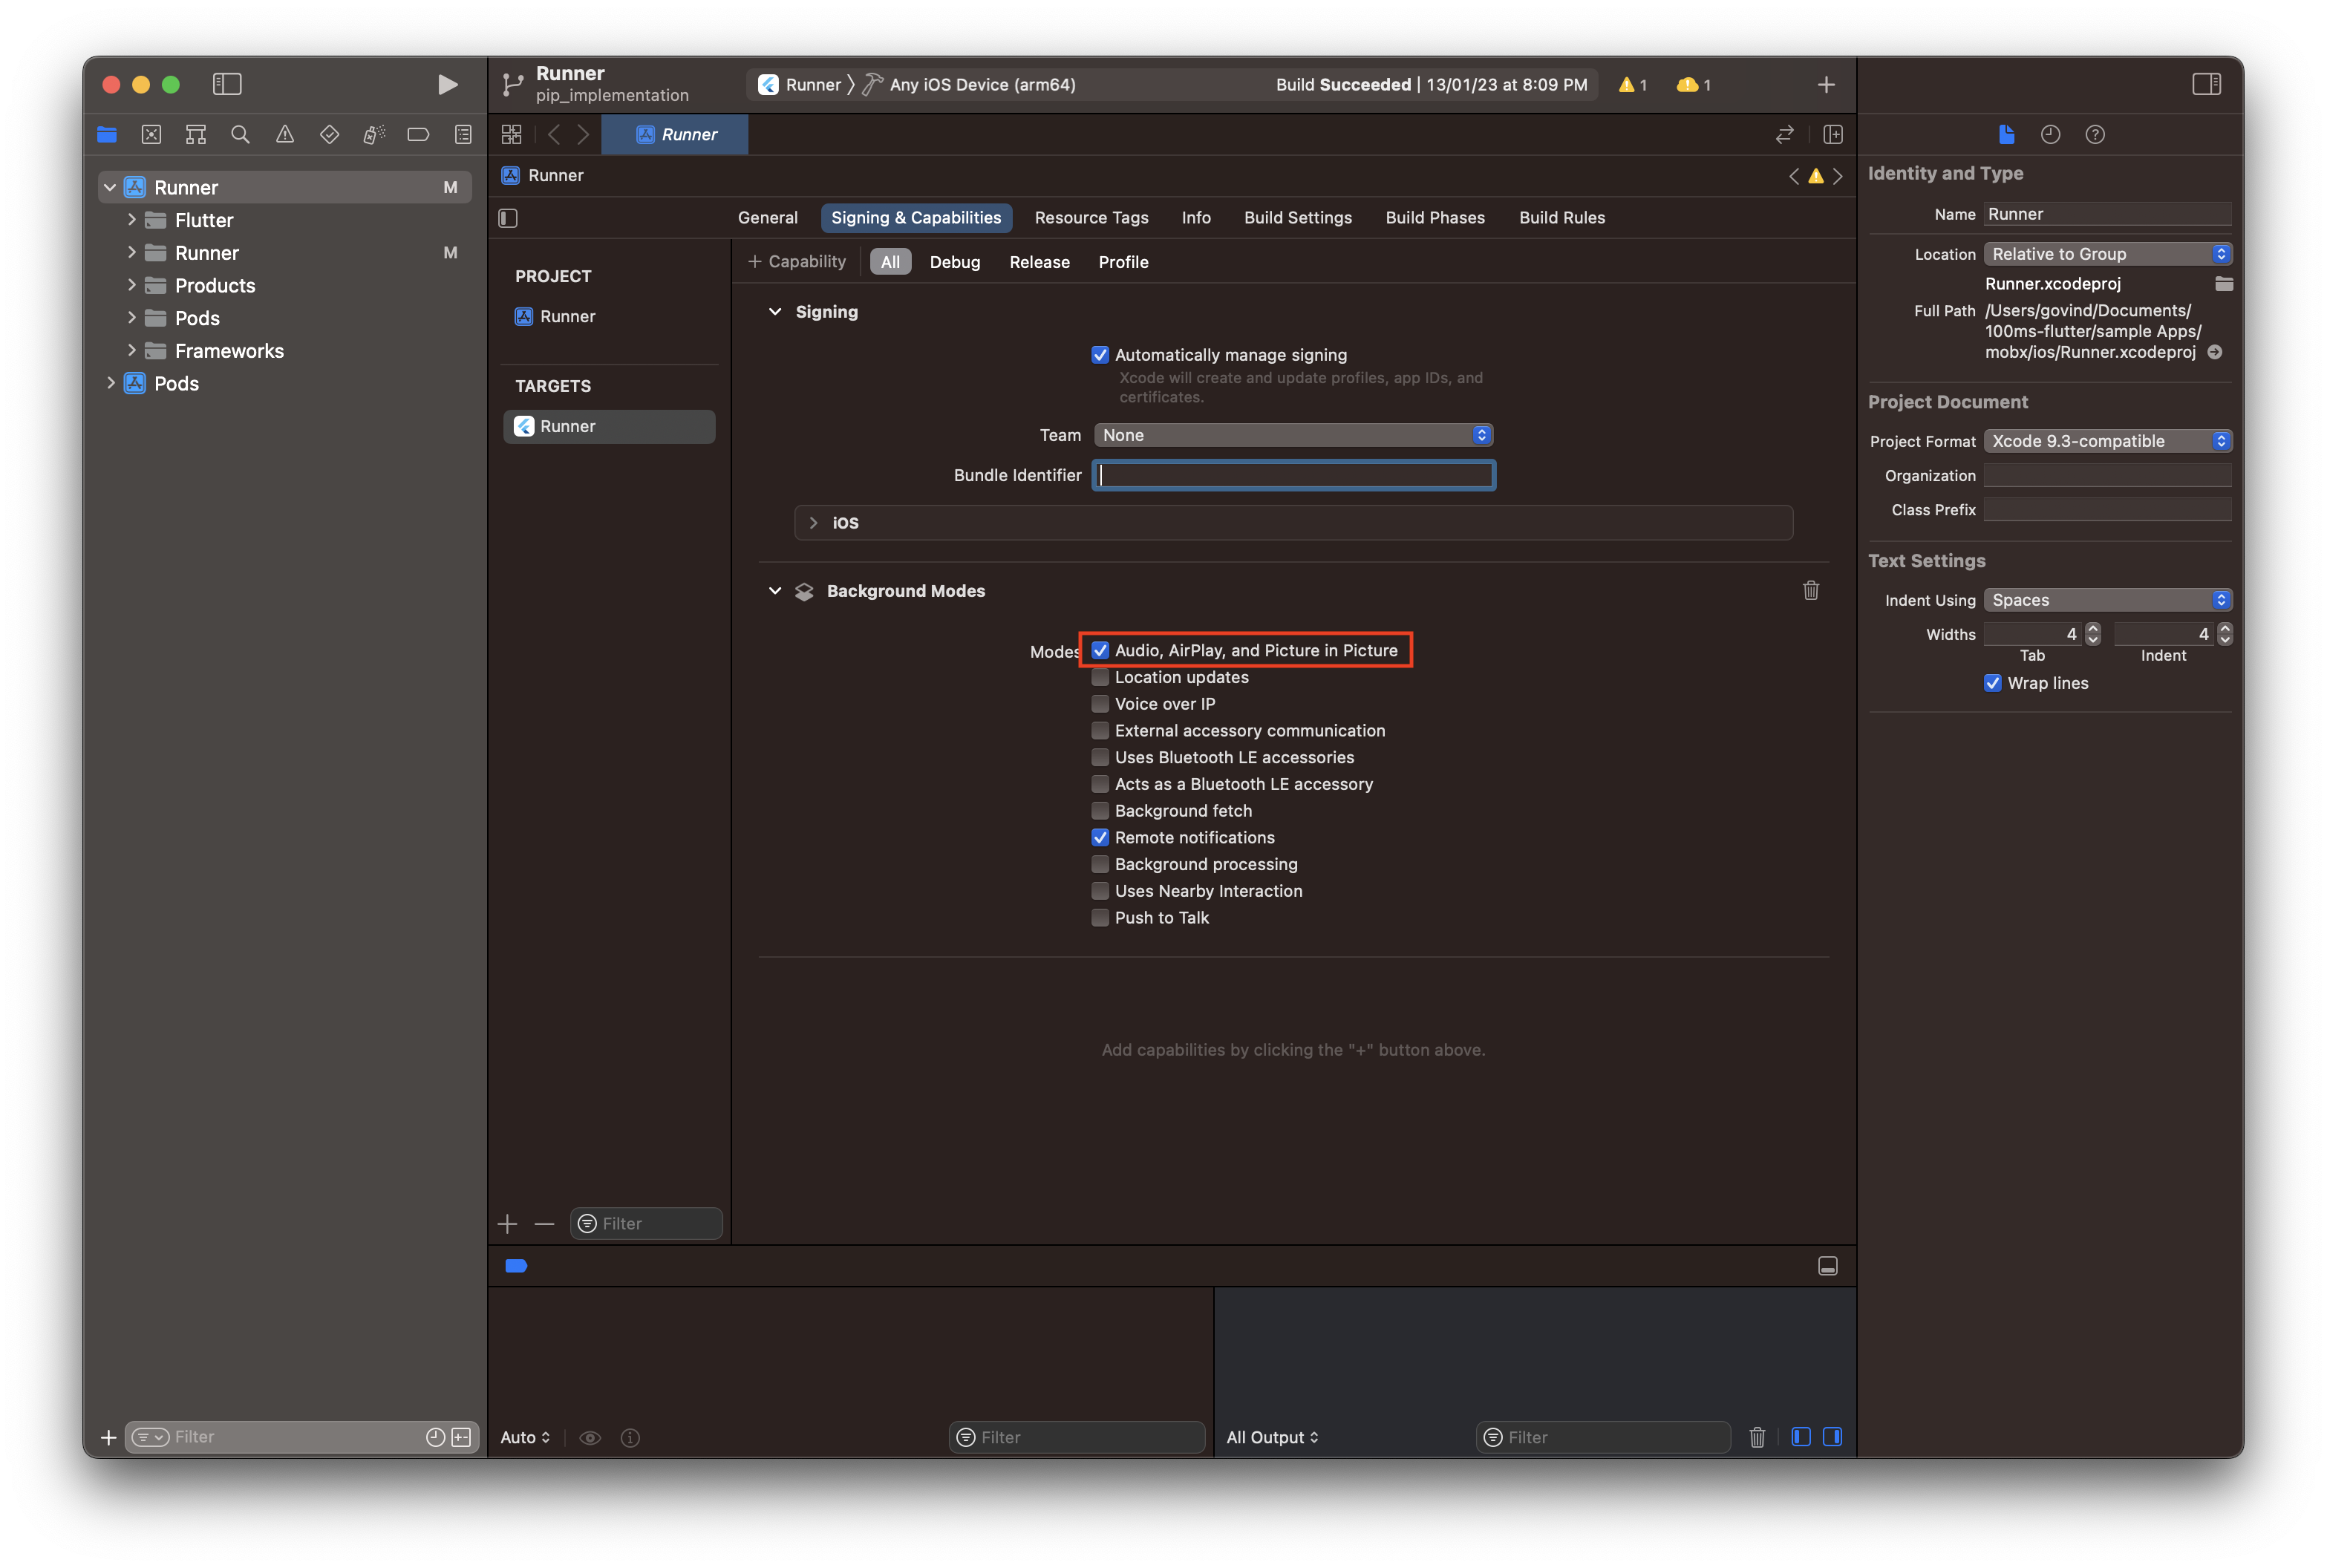 Runner
pip_implementation
Runner
Any iOS Device (arm64)
Build Succeeded | 13/01/23 at 8:09 PM
1
1
Runner
M
Flutter
Runner
M
Products
Pods
Frameworks
Pods
Filter
Runner
Runner
General
Signing & Capabilities
Resource Tags
Info
Build Settings
Build Phases
Build Rules
PROJECT
Runner
TARGETS
Runner
Filter
+ Capability
All
Debug
Release
Profile
Signing
Automatically manage signing
Xcode will create and update profiles, app IDs, and
certificates.
Team
None
Bundle Identifier
iOS
Background Modes
Modes
Audio, AirPlay, and Picture in Picture
Location updates
Voice over IP
External accessory communication
Uses Bluetooth LE accessories
Acts as a Bluetooth LE accessory
Background fetch
Remote notifications
Background processing
Uses Nearby Interaction
Push to Talk
Add capabilities by clicking the "+" button above.
Auto
Filter
All Output
Filter
Identity and Type
Name
Runner
Location
Relative to Group
Runner.xcodeproj
Full Path
/Users/govind/Documents/
100ms-flutter/sample Apps/
mobx/ios/Runner.xcodeproj
Project Document
Project Format
Xcode 9.3-compatible
Organization
Class Prefix
Text Settings
Indent Using
Spaces
Widths
4
4
Tab
Indent
Wrap lines